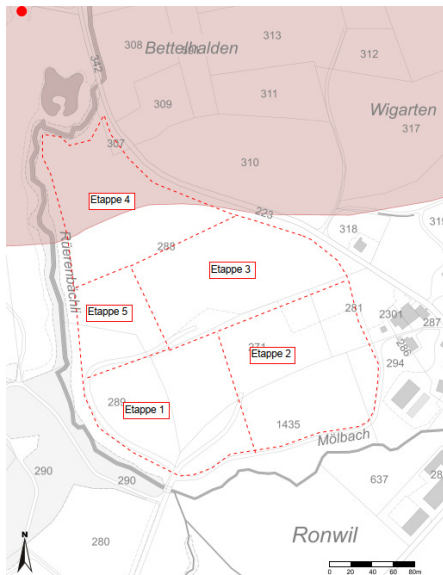 308
Bettelhalden
313
312
342
309
311
Wigarten
317
307
310
Etappe 4
223
318
319
Röerenbächli
283
Etappe 3
Etappe 5
281
2301
287
271
Etappe 2
286
294
289
Etappe 1
1435
Mölbach
290
290
637
280
Ronwil
N
0 20 40 60 80m